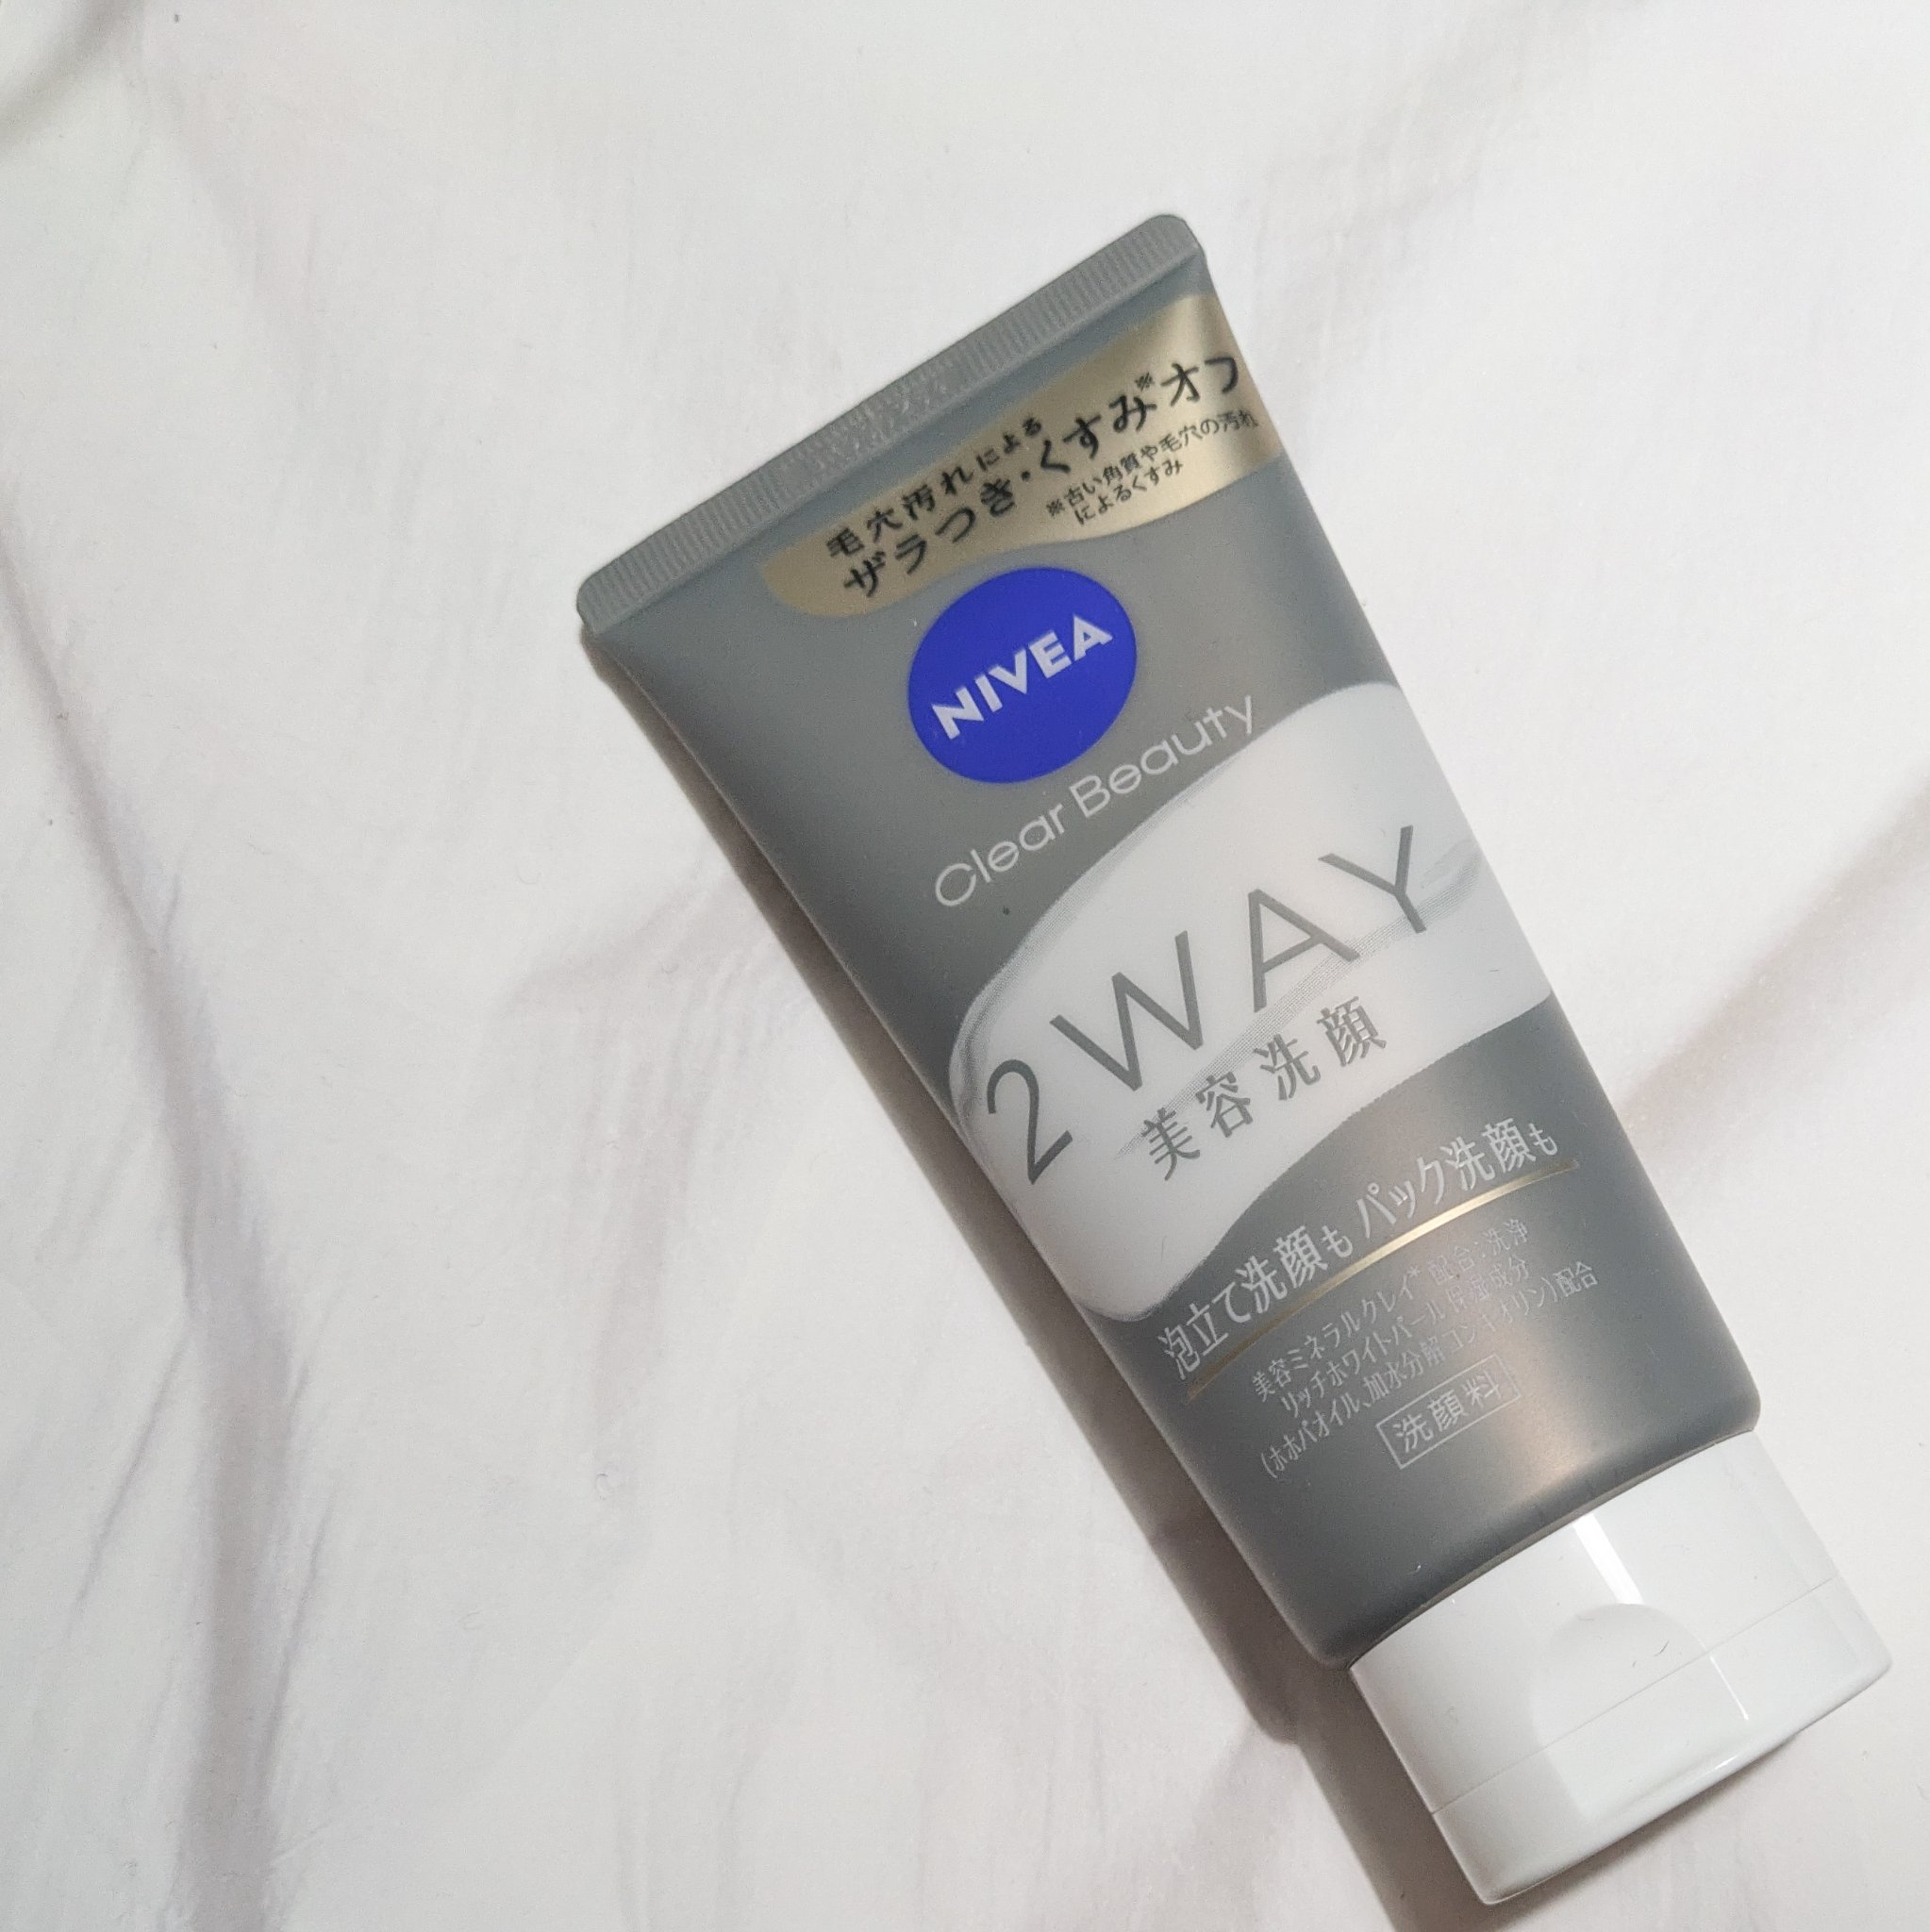 毛穴汚れによる
ザラつき・くすみ※オフ
※古い角質や毛穴の汚れ
によるくすみ
NIVEA
Clear Beauty
2WAY
美容洗顔
泡立て洗顔も パック洗顔も
美容ミネラルクレイ* 配合:洗浄
リッチホワイトパール保湿成分
(ホホバオイル、加水分解コンキオリン)配合
洗顔料